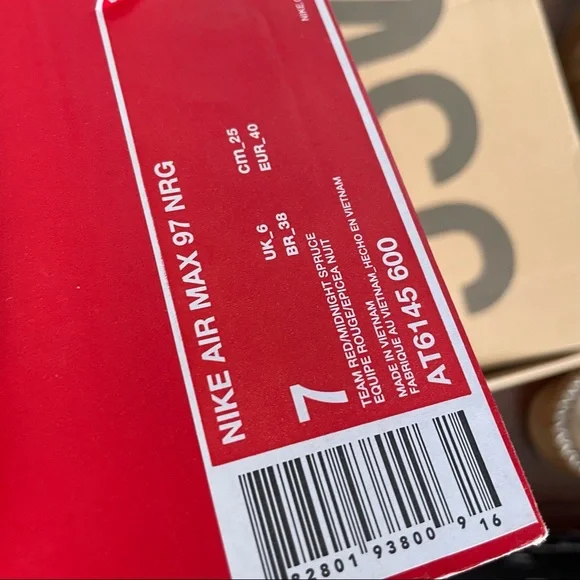 NIKE AIR MAX 97 NRG
UK_6
cm_25
BR_38
EUR_40
7
TEAM RED/MIDNIGHT SPRUCE
EQUIPE ROUGE/EPICEA NUIT
MADE IN VIETNAM
FABRIQUE AU VIETNAM_HECHO EN VIETNAM
AT6145 600
82801 93800 9 16